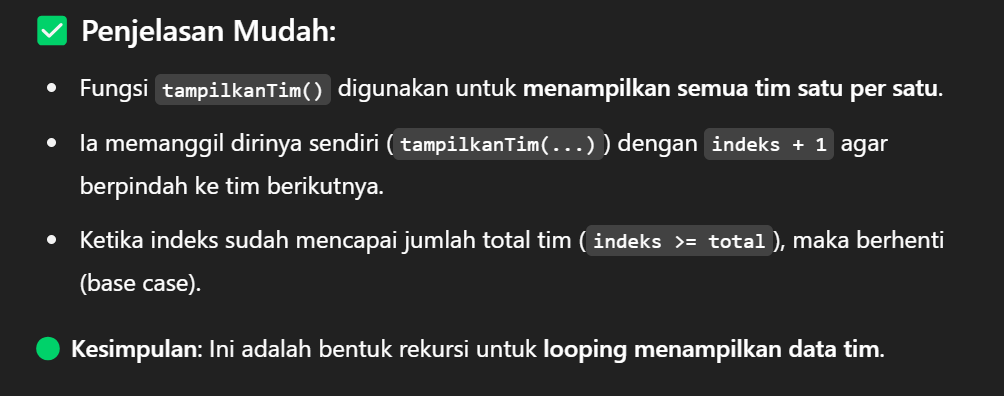 ✅ Penjelasan Mudah:
• Fungsi tampilkanTim() digunakan untuk menampilkan semua tim satu per satu.
• Ia memanggil dirinya sendiri (tampilkanTim(...)) dengan indeks + 1 agar
berpindah ke tim berikutnya.
• Ketika indeks sudah mencapai jumlah total tim (indeks >= total), maka berhenti
(base case).
🟢 Kesimpulan: Ini adalah bentuk rekursi untuk looping menampilkan data tim.